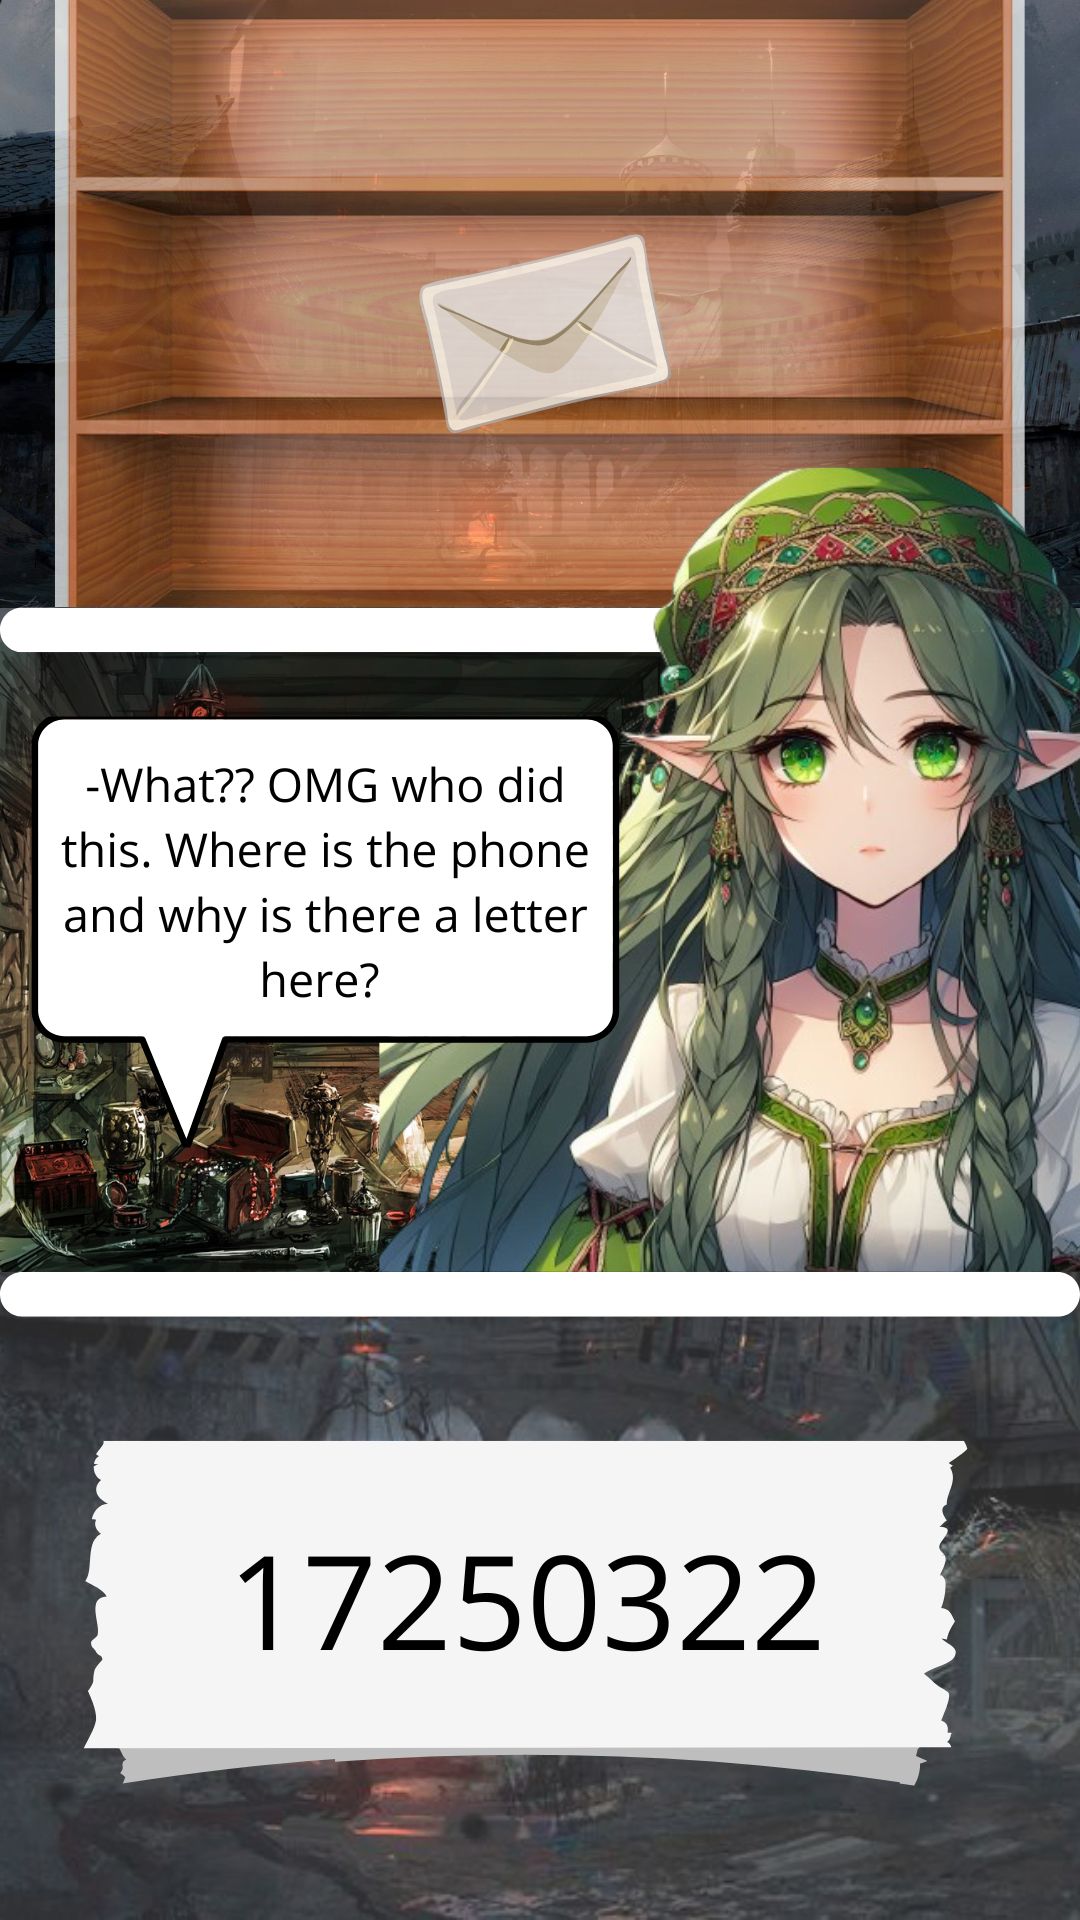 -What?? OMG who did
this. Where is the phone
and why is there a letter
here?
17250322